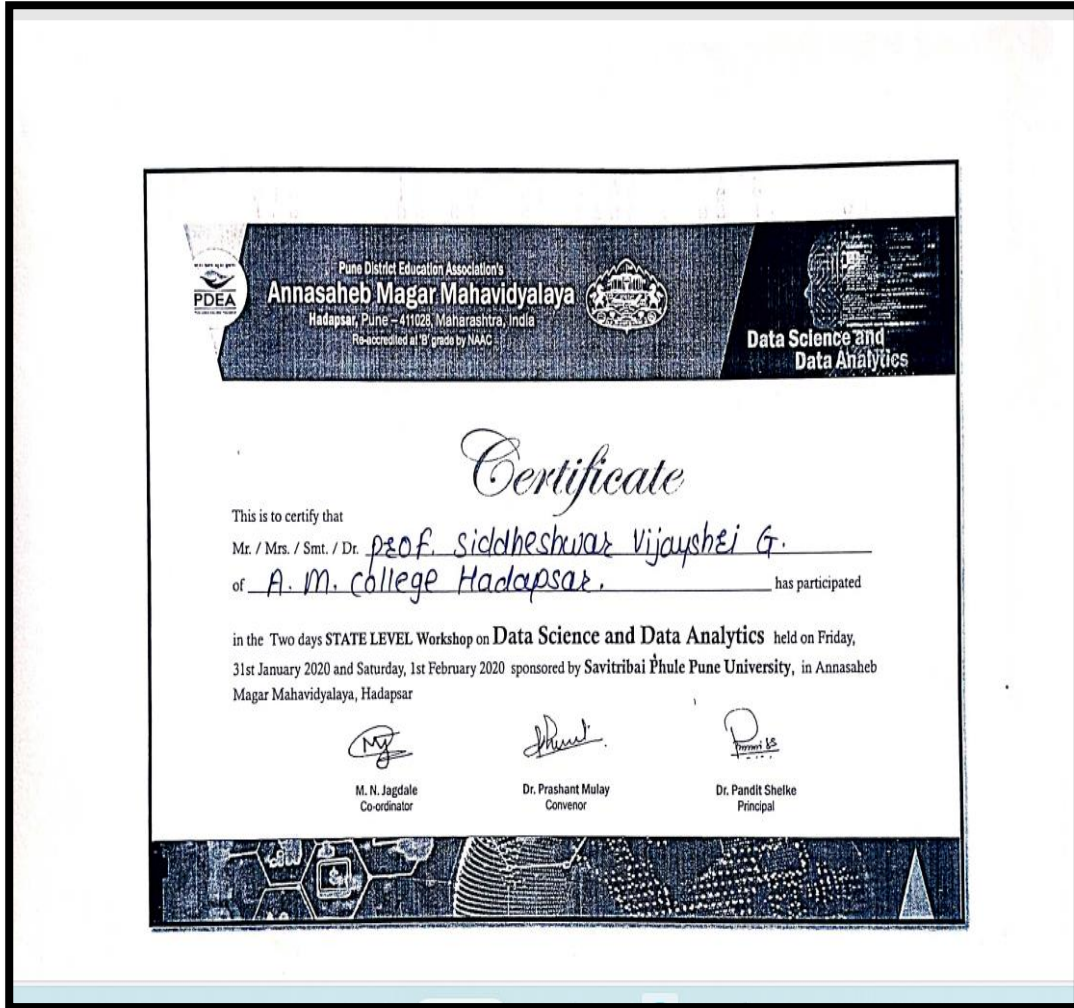 Pune District Education Association's
PDEA
Annasaheb Magar Mahavidyalaya
Hadapsar, Pune – 411028, Maharashtra, India
Re-accredited at 'B' grade by NAAC
Data Science and
Data Analytics
Certificate
This is to certify that
Mr. / Mrs. / Smt. / Dr. prof. Siddheshwar Vijayshri G.
of A. M. College Hadapsar. has participated
in the Two days STATE LEVEL Workshop on Data Science and Data Analytics held on Friday,
31st January 2020 and Saturday, 1st February 2020 sponsored by Savitribai Phule Pune University, in Annasaheb
Magar Mahavidyalaya, Hadapsar
M. N. Jagdale
Co-ordinator
Dr. Prashant Mulay
Convenor
Dr. Pandit Shelke
Principal